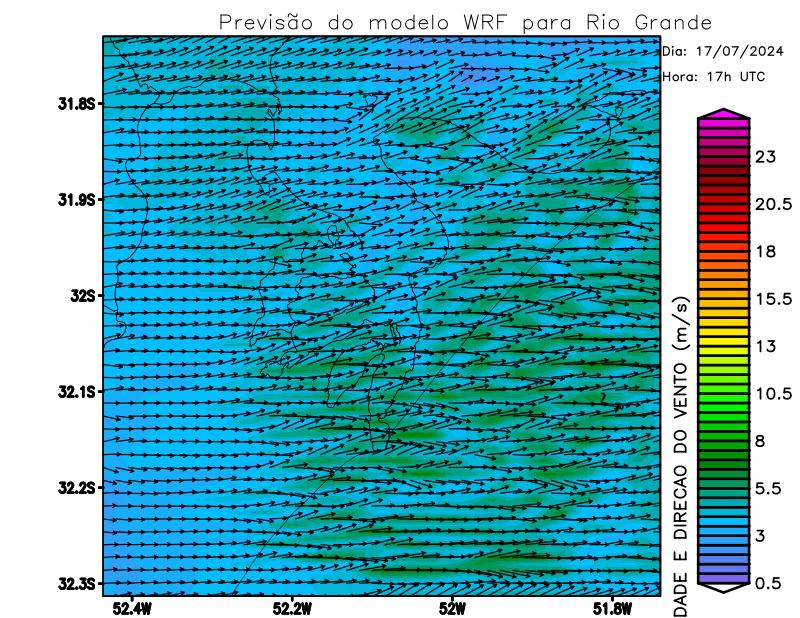 Previsão do modelo WRF para Rio Grande
Dia: 17/07/2024
Hora: 17h UTC
31.8S
31.9S
32S
32.1S
32.2S
32.3S
52.4W
52.2W
52W
51.8W
23
20.5
18
15.5
13
10.5
8
5.5
3
0.5
DADE E DIRECAO DO VENTO (m/s)